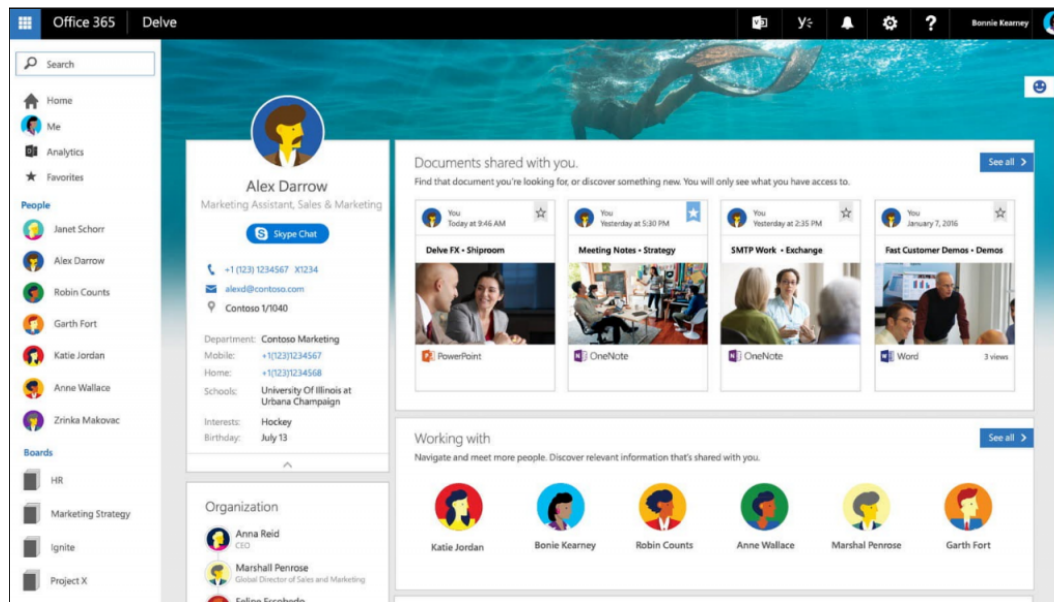 Office 365
Delve
Bonnie Kearney
Search
Home
Me
Analytics
Favorites
People
Janet Schorr
Alex Darrow
Robin Counts
Garth Fort
Katie Jordan
Anne Wallace
Zrinka Makovac
Boards
HR
Marketing Strategy
Ignite
Project X
Alex Darrow
Marketing Assistant, Sales & Marketing
Skype Chat
+1 (123) 1234567 X1234
alexd@contoso.com
Contoso 1/1040
Department: Contoso Marketing
Mobile: +1(123)1234567
Home: +1(123)1234568
Schools: University Of Illinois at
Urbana Champaign
Interests: Hockey
Birthday: July 13
Organization
Anna Reid
CEO
Marshall Penrose
Global Director of Sales and Marketing
Feline Escobedo
Documents shared with you.
See all
Find that document you're looking for, or discover something new. You will only see what you have access to.
You
Today at 9:46 AM
Delve FX • Shiproom
PowerPoint
You
Yesterday at 5:30 PM
Meeting Notes • Strategy
OneNote
You
Yesterday at 2:35 PM
SMTP Work • Exchange
OneNote
You
January 7, 2016
Fast Customer Demos • Demos
Word
3 views
Working with
See all
Navigate and meet more people. Discover relevant information that's shared with you.
Katie Jordan
Bonie Kearney
Robin Counts
Anne Wallace
Marshal Penrose
Garth Fort